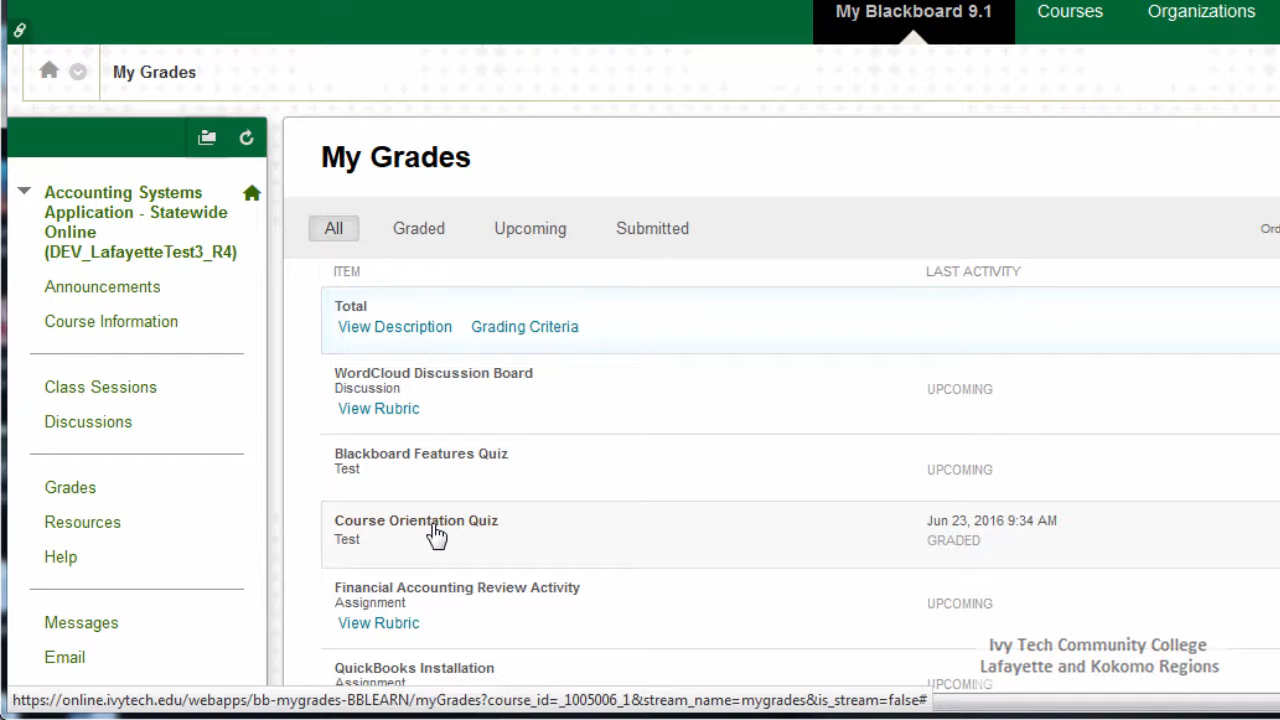 My Blackboard 9.1
Courses
Organizations
My Grades
Accounting Systems
Application - Statewide
Online
(DEV_LafayetteTest3_R4)
Announcements
Course Information
Class Sessions
Discussions
Grades
Resources
Help
Messages
Email
My Grades
All
Graded
Upcoming
Submitted
Ord
ITEM
LAST ACTIVITY
Total
View Description
Grading Criteria
WordCloud Discussion Board
Discussion
View Rubric
UPCOMING
Blackboard Features Quiz
Test
UPCOMING
Course Orientation Quiz
Test
Jun 23, 2016 9:34 AM
GRADED
Financial Accounting Review Activity
Assignment
View Rubric
UPCOMING
QuickBooks Installation
Assignment
UPCOMING
Ivy Tech Community College
Lafayette and Kokomo Regions
https://online.ivytech.edu/webapps/bb-mygrades-BBLEARN/myGrades?course_id=_1005006_1&stream_name=mygrades&is_stream=false#